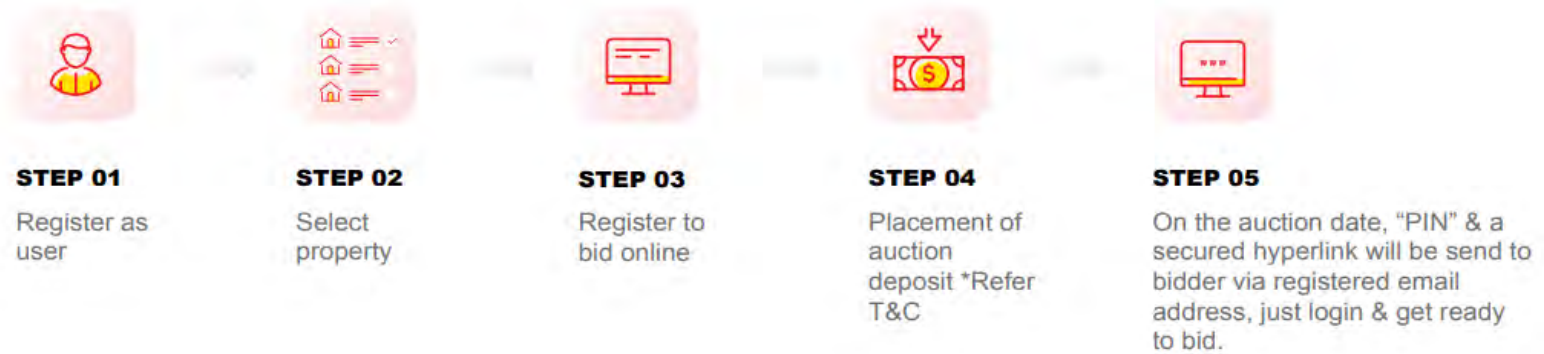 STEP 01
Register as
user
STEP 02
Select
property
STEP 03
Register to
bid online
$
STEP 04
Placement of
auction
deposit *Refer
T&C
STEP 05
On the auction date, “PIN” & a
secured hyperlink will be send to
bidder via registered email
address, just login & get ready
to bid.